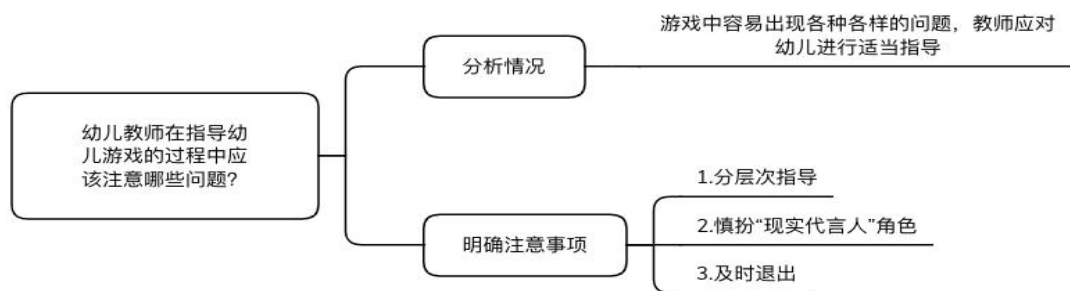 幼儿教师在指导幼
儿游戏的过程中应
该注意哪些问题？
分析情况
游戏中容易出现各种各样的问题，教师应对
幼儿进行适当指导
明确注意事项
1.分层次指导
2.慎扮“现实代言人”角色
3.及时退出